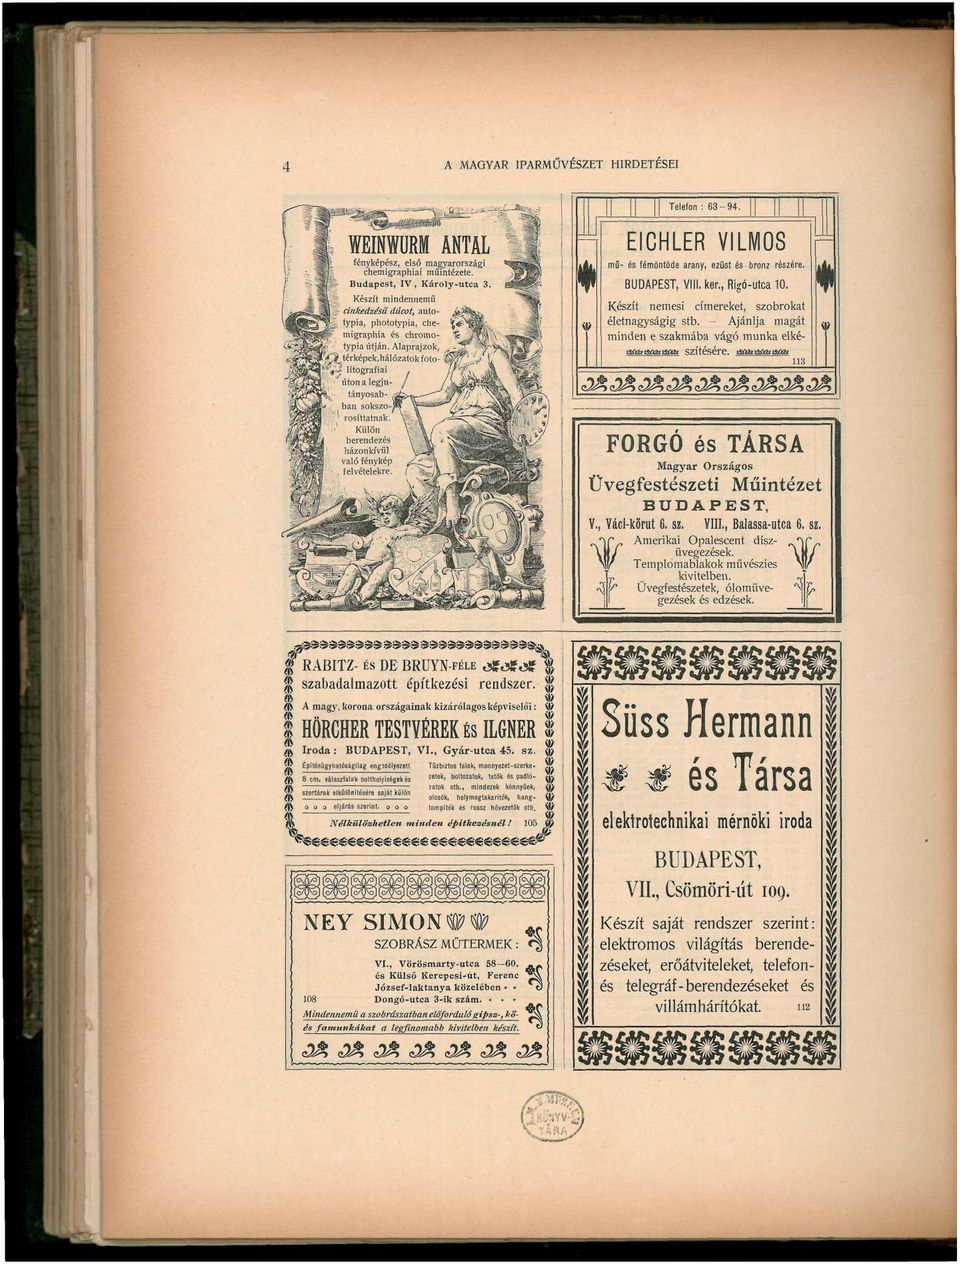 4
A MAGYAR IPARMŰVÉSZET HIRDETÉSEI
WEINWURM ANTAL
fényképész, első magyarországi
chemigraphiai műintézete.
Budapest, IV, Károly-utca 3.
Készít mindennemű
cinkedzésű dúcot, auto-
typia, phototypia, che-
migraphia és chromo-
typia útján. Alaprajzok,
térképek, hálózatok foto-
litografiai
úton a legju-
tányosab-
ban sokszo-
rosíttatnak.
Külön
berendezés
házonkívül
való fénykép
felvételekre.
Telefon : 63—94.
EICHLER VILMOS
mű- és fémöntöde arany, ezüst és bronz részére.
BUDAPEST, VIII. ker., Rigó-utca 10.
Készít nemesi címereket, szobrokat
életnagyságig stb. — Ajánlja magát
minden e szakmába vágó munka elké-
szítésére.
113
FORGÓ és TÁRSA
Magyar Országos
Üvegfestészeti Műintézet
BUDAPEST,
V., Váci-körut 6. sz. VIII., Balassa-utca 6. sz.
Amerikai Opalescent dísz-
üvegezések.
Templomablakok művészies
kivitelben.
Üvegfestészetek, ólomüve-
gezések és edzések.
RABITZ- ÉS DE BRUYN-FÉLE
szabadalmazott építkezési rendszer.
A magy. korona országainak kizárólagos képviselői :
HÖRCHER TESTVÉREK ÉS ILGNER
Iroda : BUDAPEST, VI., Gyár-utca 45. sz.
Építésügyhatóságilag engedélyezett
8 cm. válaszfalak bolthelyiségek és
szertárak elkülönítésére saját külön
o o o eljárás szerint. o o o
Tűzbiztos falak, mennyezet-szerke-
zetek, boltozatok, tetők és padló-
zatok stb., mindezek könnyűek,
olcsók, helymegtakarítók, hang-
tompítók és rossz hővezetők stb.
Nélkülözhetlen minden építkezésnél! 105
NEY SIMON
SZOBRÁSZ MŰTERMEK :
VI., Vörösmarty-utca 58—60.
és Külső Kerepesi-út, Ferenc
József-laktanya közelében • •
108 Dongó-utca 3-ik szám. • • •
Mindennemű a szobrászatban előforduló gipsz-, kő-
és famunkákat a legfinomabb kivitelben készít.
Süss Hermann
és Társa
elektrotechnikai mérnöki iroda
BUDAPEST,
VII., Csömöri-út 109.
Készít saját rendszer szerint :
elektromos világítás berende-
zéseket, erőátviteleket, telefon-
és telegráf-berendezéseket és
villámhárítókat. 112
KÖNYV-
TÁRA